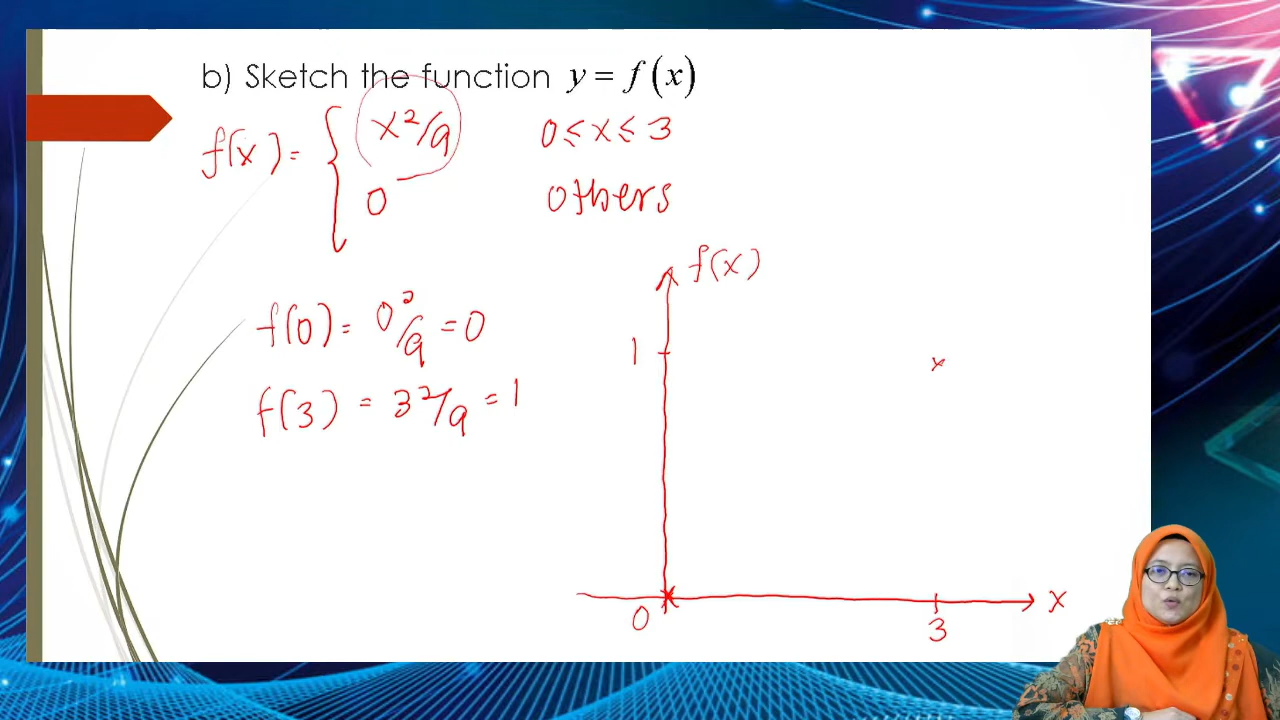 b) Sketch the function y = f(x)
f(x) = { x²/9 0 ≤ x ≤ 3
0 others
f(0) = 0²/9 = 0
f(3) = 3²/9 = 1
f(x)
1
0
3
x